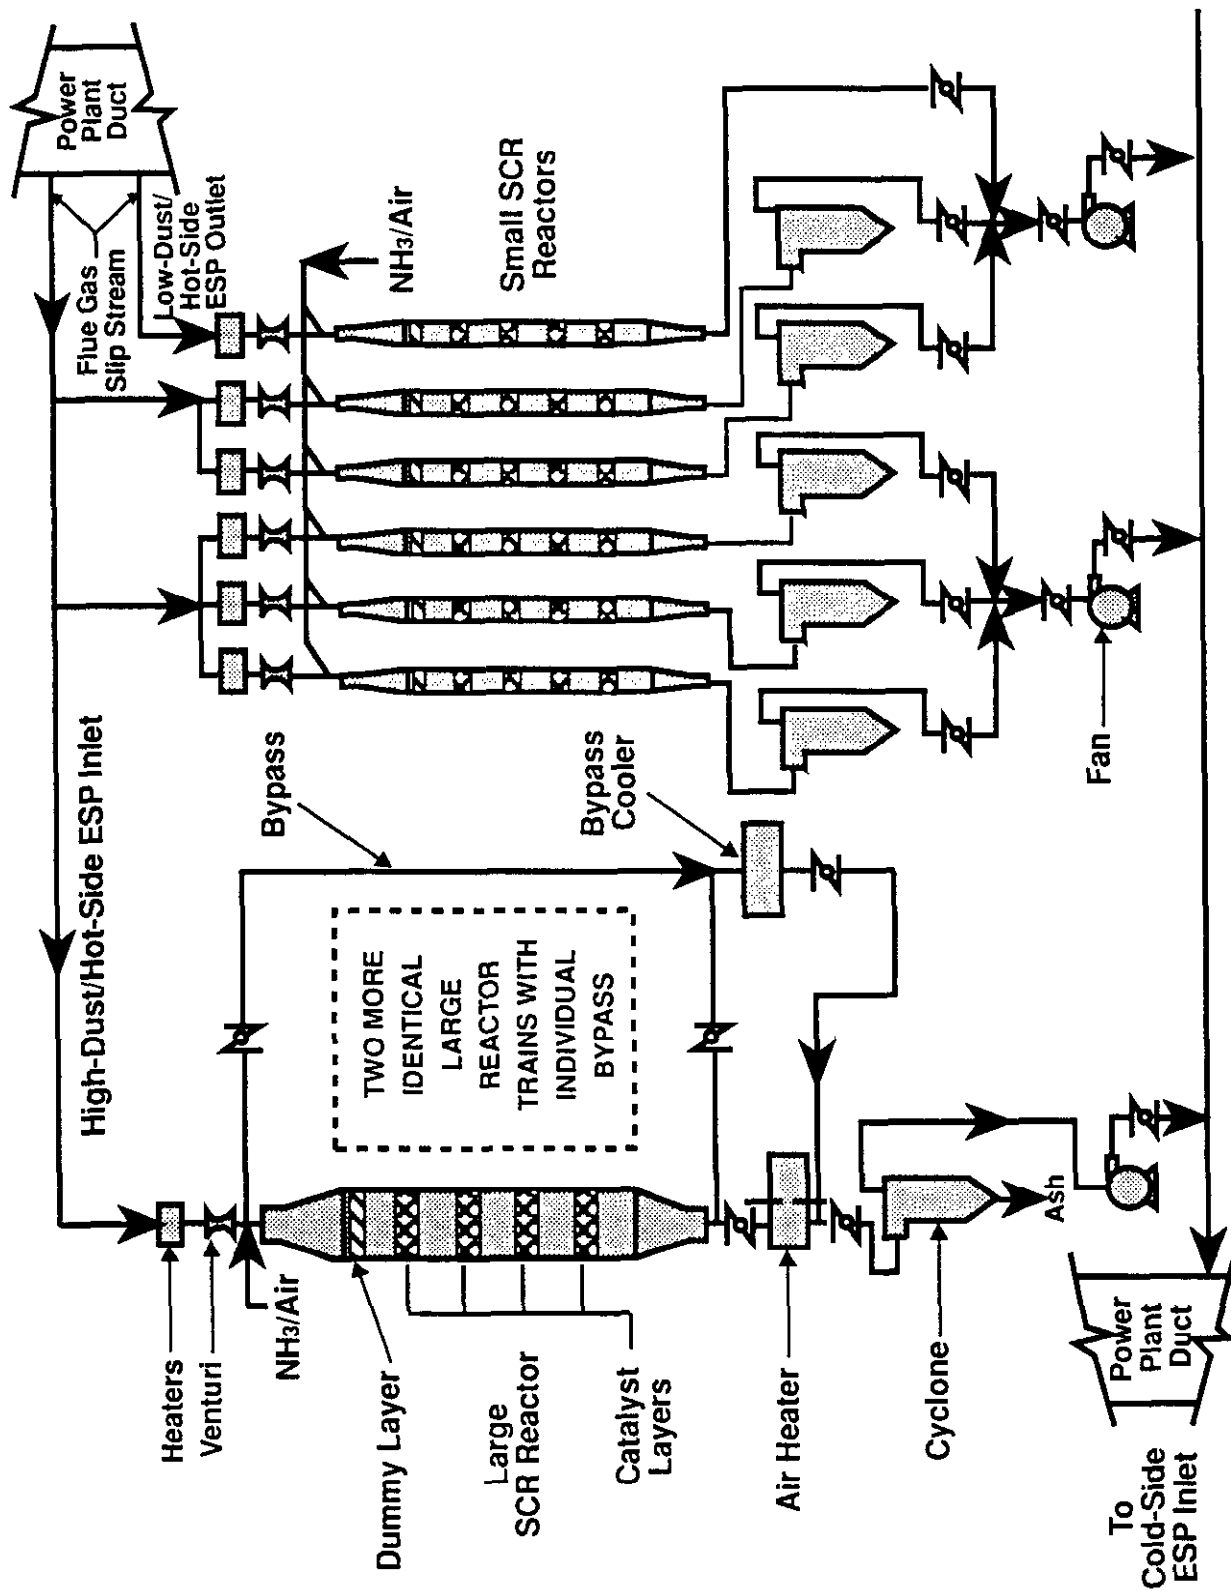 Power
Plant
Duct
Flue Gas
Slip Stream
Low-Dust/
Hot-Side
ESP Outlet
High-Dust/Hot-Side ESP Inlet
Heaters
Venturi
NH3/Air
NH3/Air
Bypass
Dummy Layer
Large
SCR Reactor
Catalyst
Layers
TWO MORE
IDENTICAL
LARGE
REACTOR
TRAINS WITH
INDIVIDUAL
BYPASS
Small SCR
Reactors
Bypass
Cooler
Air Heater
Cyclone
Ash
Fan
Power
Plant
Duct
To
Cold-Side
ESP Inlet